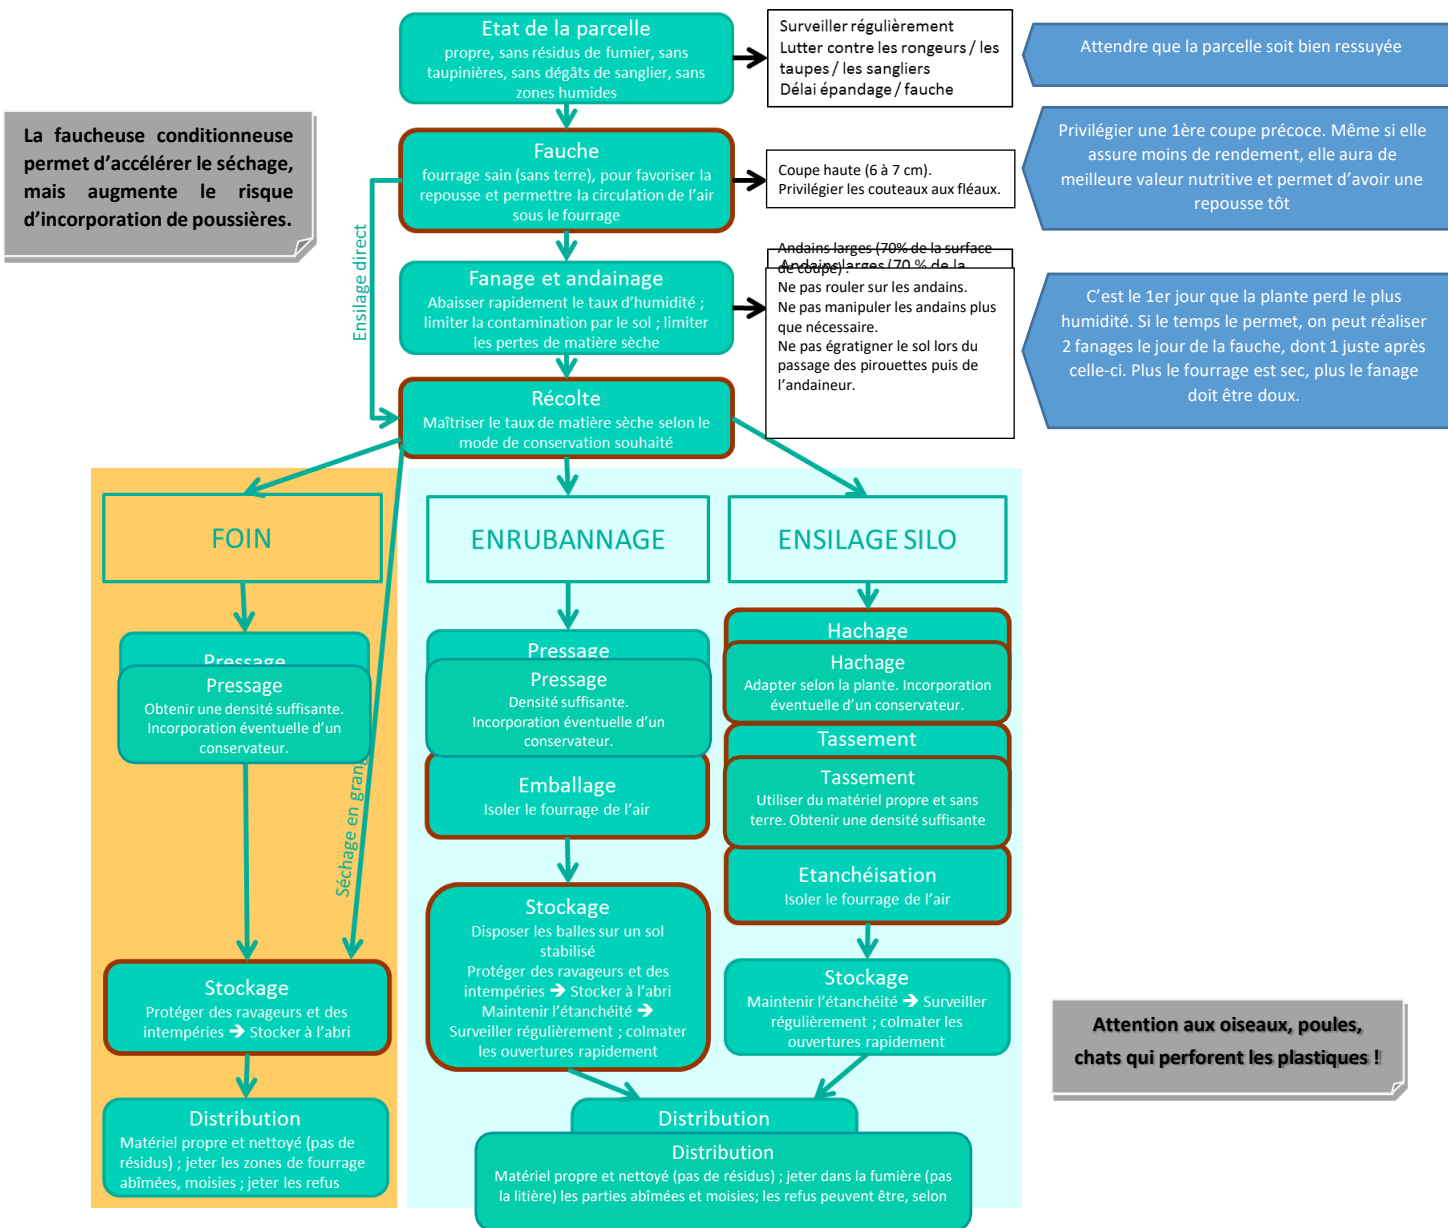 Etat de la parcelle
propre, sans résidus de fumier, sans
taupinières, sans dégâts de sanglier, sans
zones humides
Surveiller régulièrement
Lutter contre les rongeurs / les
taupes / les sangliers
Délai épandage / fauche
Attendre que la parcelle soit bien ressuyée
La faucheuse conditionneuse
permet d’accélérer le séchage,
mais augmente le risque
d’incorporation de poussières.
Fauche
fourrage sain (sans terre), pour favoriser la
repousse et permettre la circulation de l’air
sous le fourrage
Coupe haute (6 à 7 cm).
Privilégier les couteaux aux fléaux.
Privilégier une 1ère coupe précoce. Même si elle
assure moins de rendement, elle aura de
meilleure valeur nutritive et permet d’avoir une
repousse tôt
Ensilage direct
Fanage et andainage
Abaisser rapidement le taux d’humidité ;
limiter la contamination par le sol ; limiter
les pertes de matière sèche
Andains larges (70% de la surface
de coupe) .
Andains larges (70 % de la
Ne pas rouler sur les andains.
Ne pas manipuler les andains plus
que nécessaire.
Ne pas égratigner le sol lors du
passage des pirouettes puis de
l’andaineur.
C’est le 1er jour que la plante perd le plus
humidité. Si le temps le permet, on peut réaliser
2 fanages le jour de la fauche, dont 1 juste après
celle-ci. Plus le fourrage est sec, plus le fanage
doit être doux.
Récolte
Maîtriser le taux de matière sèche selon le
mode de conservation souhaité
FOIN
Pressage
Pressage
Obtenir une densité suffisante.
Incorporation éventuelle d’un
conservateur.
Séchage en grang
Stockage
Protéger des ravageurs et des
intempéries ➔ Stocker à l’abri
Distribution
Matériel propre et nettoyé (pas de
résidus) ; jeter les zones de fourrage
abîmées, moisies ; jeter les refus
ENRUBANNAGE
Pressage
Pressage
Densité suffisante.
Incorporation éventuelle d’un
conservateur.
Emballage
Isoler le fourrage de l’air
Stockage
Disposer les balles sur un sol
stabilisé
Protéger des ravageurs et des
intempéries ➔ Stocker à l’abri
Maintenir l’étanchéité ➔
Surveiller régulièrement ; colmater
les ouvertures rapidement
ENSILAGE SILO
Hachage
Hachage
Adapter selon la plante. Incorporation
éventuelle d’un conservateur.
Tassement
Tassement
Utiliser du matériel propre et sans
terre. Obtenir une densité suffisante
Etanchéisation
Isoler le fourrage de l’air
Stockage
Maintenir l’étanchéité ➔ Surveiller
régulièrement ; colmater les
ouvertures rapidement
Attention aux oiseaux, poules,
chats qui perforent les plastiques !
Distribution
Distribution
Matériel propre et nettoyé (pas de résidus) ; jeter dans la fumière (pas
la litière) les parties abîmées et moisies; les refus peuvent être, selon